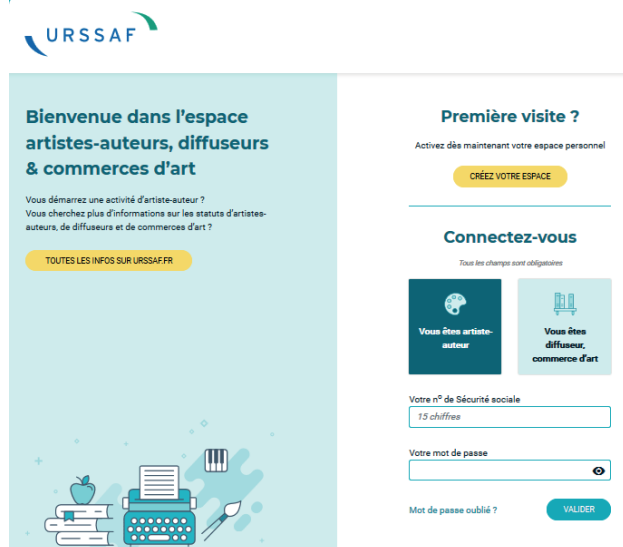 URSSAF
Bienvenue dans l'espace
artistes-auteurs, diffuseurs
& commerces d'art
Vous démarrez une activité d'artiste-auteur ?
Vous cherchez plus d'informations sur les statuts d'artistes-
auteurs, de diffuseurs et de commerces d'art ?
TOUTES LES INFOS SUR URSSAF.FR
Première visite ?
Activez dès maintenant votre espace personnel
CRÉEZ VOTRE ESPACE
Connectez-vous
Tous les champs sont obligatoires
Vous êtes artiste-
auteur
Vous êtes
diffuseur,
commerce d'art
Votre nº de Sécurité sociale
15 chiffres
Votre mot de passe
Mot de passe oublié ?
VALIDER